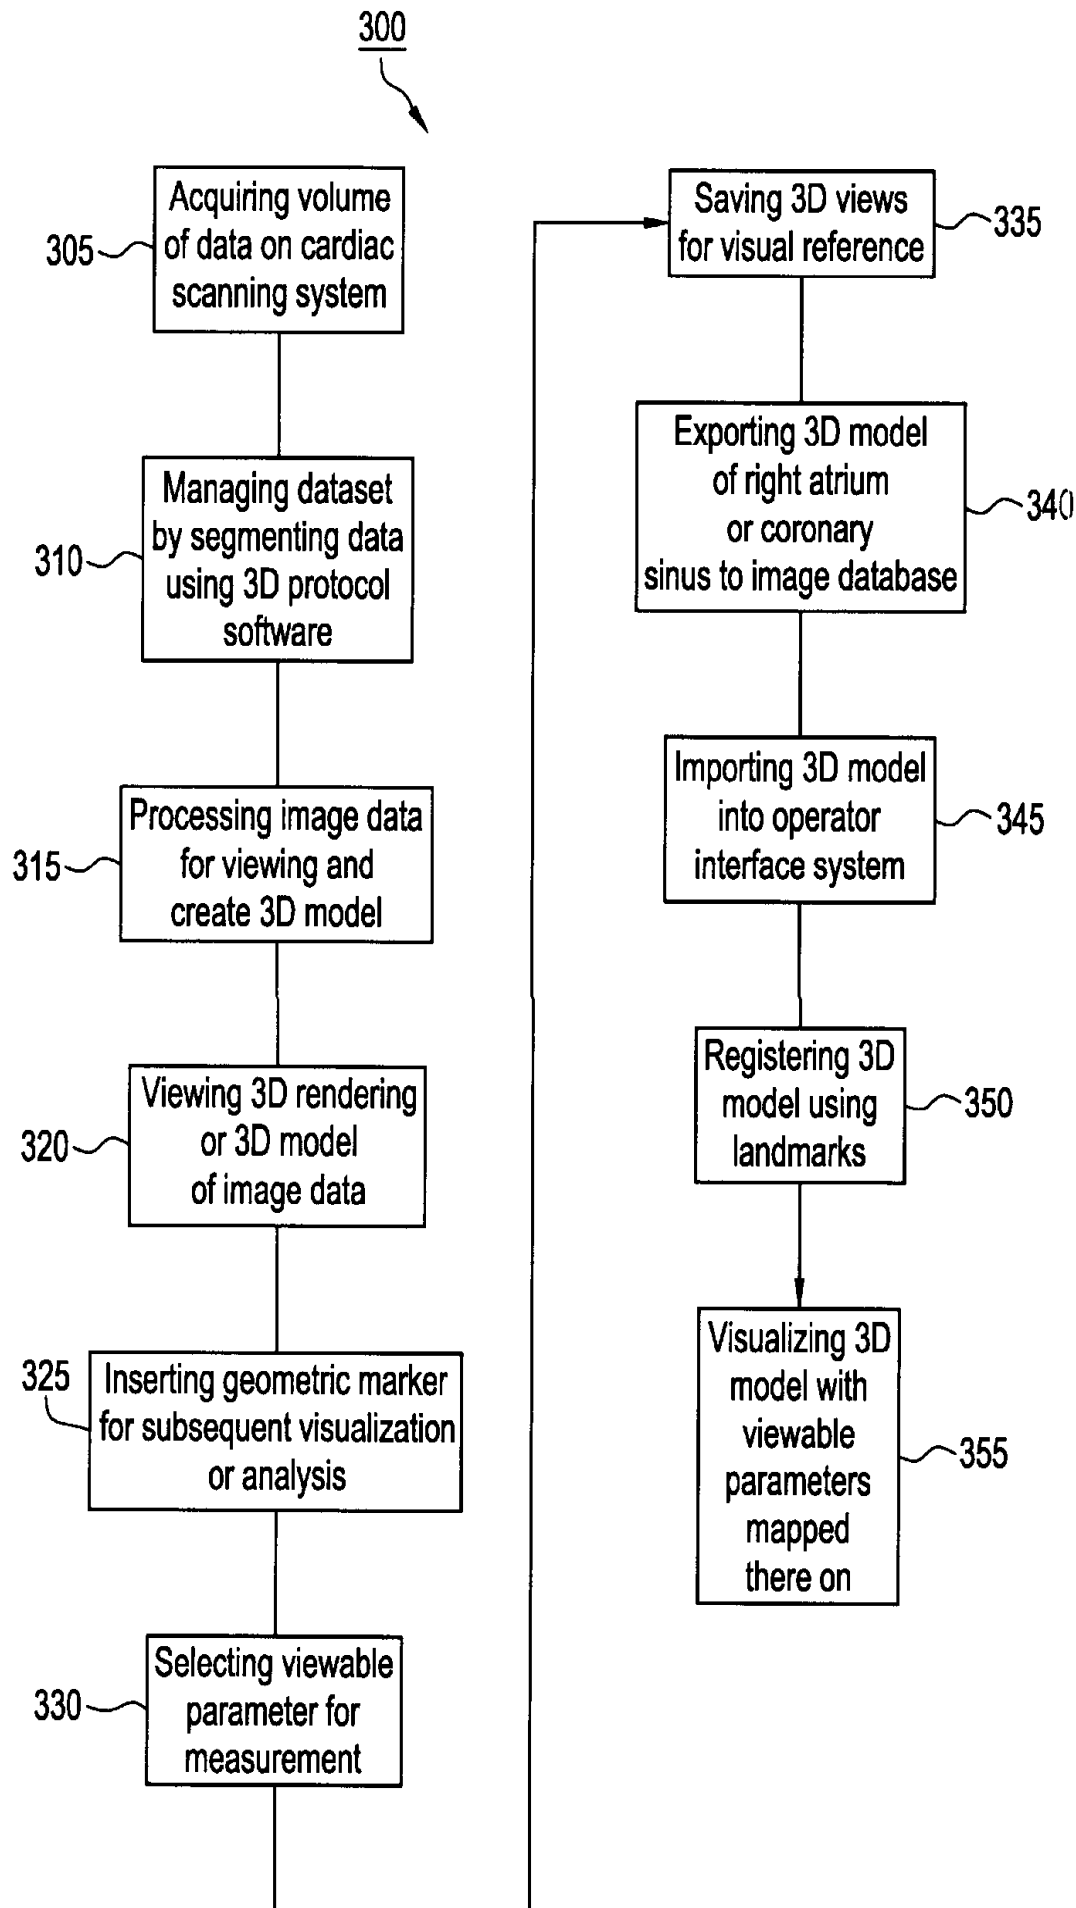 300
305
Acquiring volume
of data on cardiac
scanning system
310
Managing dataset
by segmenting data
using 3D protocol
software
315
Processing image data
for viewing and
create 3D model
320
Viewing 3D rendering
or 3D model
of image data
325
Inserting geometric marker
for subsequent visualization
or analysis
330
Selecting viewable
parameter for
measurement
Saving 3D views
for visual reference
335
Exporting 3D model
of right atrium
or coronary
sinus to image database
340
Importing 3D model
into operator
interface system
345
Registering 3D
model using
landmarks
350
Visualizing 3D
model with
viewable
parameters
mapped
there on
355